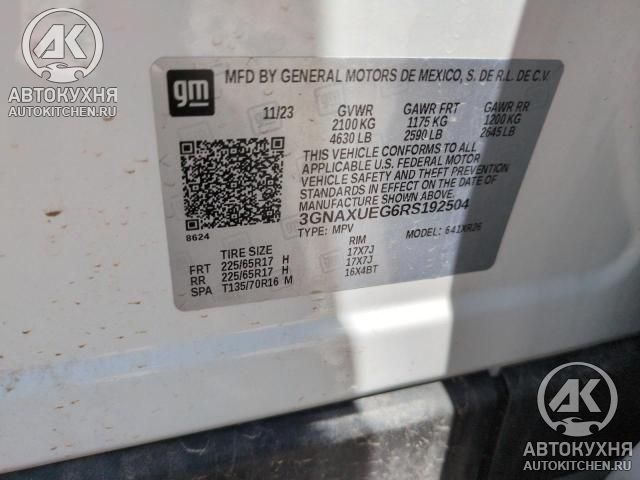 AK
АВТОКУХНЯ
AUTOKITCHEN.RU
gm
MFD BY GENERAL MOTORS DE MEXICO, S. DE R.L. DE C.V.
11/23 GVWR GAWR FRT GAWR RR
2100 KG 1175 KG 1200 KG
4630 LB 2590 LB 2645 LB
THIS VEHICLE CONFORMS TO ALL
APPLICABLE U.S. FEDERAL MOTOR
VEHICLE SAFETY AND THEFT PREVENTION
STANDARDS IN EFFECT ON THE DATE OF
MANUFACTURE SHOWN ABOVE.
3GNAXUEG6RS192504
8624
TYPE: MPV MODEL: 641XR26
TIRE SIZE RIM
FRT 225/65R17 H 17X7J
RR 225/65R17 H 17X7J
SPA T135/70R16 M 16X4BT
AK
АВТОКУХНЯ
AUTOKITCHEN.RU